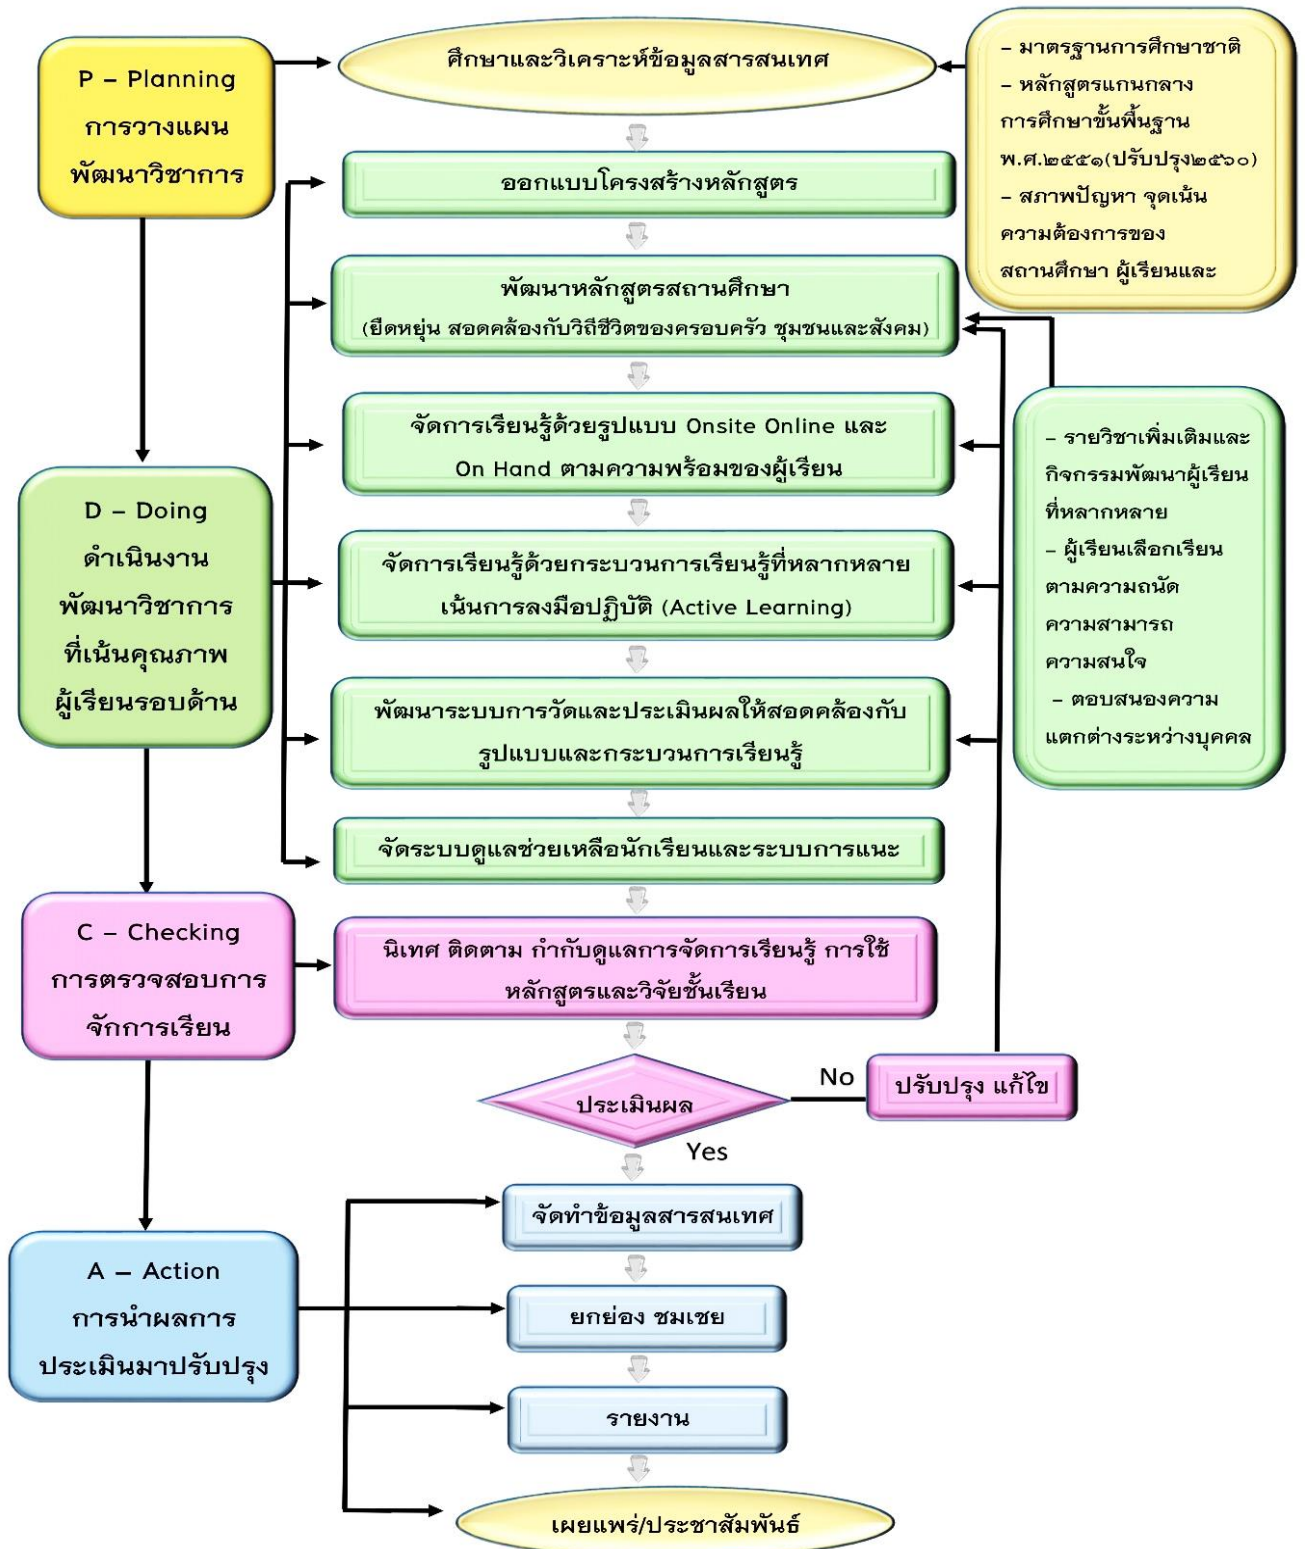 P – Planning
การวางแผน
พัฒนาวิชาการ
ศึกษาและวิเคราะห์ข้อมูลสารสนเทศ
– มาตรฐานการศึกษาชาติ
– หลักสูตรแกนกลาง
การศึกษาขั้นพื้นฐาน
พ.ศ.๒๕๕๑(ปรับปรุง๒๕๖๐)
– สภาพปัญหา จุดเน้น
ความต้องการของ
สถานศึกษา ผู้เรียนและ
ออกแบบโครงสร้างหลักสูตร
พัฒนาหลักสูตรสถานศึกษา
(ยืดหยุ่น สอดคล้องกับวิถีชีวิตของครอบครัว ชุมชนและสังคม)
จัดการเรียนรู้ด้วยรูปแบบ Onsite Online และ
On Hand ตามความพร้อมของผู้เรียน
– รายวิชาเพิ่มเติมและ
กิจกรรมพัฒนาผู้เรียน
ที่หลากหลาย
– ผู้เรียนเลือกเรียน
ตามความถนัด
ความสามารถ
ความสนใจ
– ตอบสนองความ
แตกต่างระหว่างบุคคล
D – Doing
ดำเนินงาน
พัฒนาวิชาการ
ที่เน้นคุณภาพ
ผู้เรียนรอบด้าน
จัดการเรียนรู้ด้วยกระบวนการเรียนรู้ที่หลากหลาย
เน้นการลงมือปฏิบัติ (Active Learning)
พัฒนาระบบการวัดและประเมินผลให้สอดคล้องกับ
รูปแบบและกระบวนการเรียนรู้
จัดระบบดูแลช่วยเหลือนักเรียนและระบบการแนะ
C – Checking
การตรวจสอบการ
จักการเรียน
นิเทศ ติดตาม กำกับดูแลการจัดการเรียนรู้ การใช้
หลักสูตรและวิจัยชั้นเรียน
ประเมินผล
No
ปรับปรุง แก้ไข
Yes
A – Action
การนำผลการ
ประเมินมาปรับปรุง
จัดทำข้อมูลสารสนเทศ
ยกย่อง ชมเชย
รายงาน
เผยแพร่/ประชาสัมพันธ์